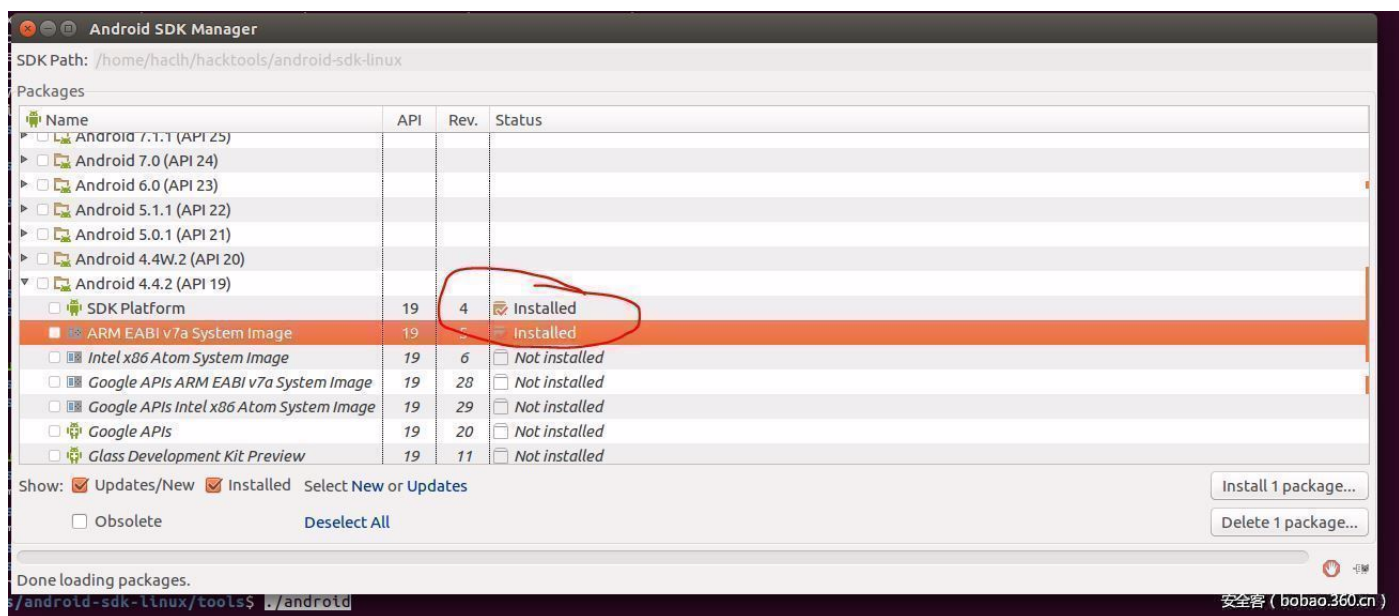 Android SDK Manager
SDK Path: /home/haclh/hacktools/android-sdk-linux
Packages
Name API Rev. Status
Android 7.1.1 (API 25)
Android 7.0 (API 24)
Android 6.0 (API 23)
Android 5.1.1 (API 22)
Android 5.0.1 (API 21)
Android 4.4W.2 (API 20)
Android 4.4.2 (API 19)
SDK Platform 19 4 Installed
ARM EABI v7a System Image 19 5 Installed
Intel x86 Atom System Image 19 6 Not installed
Google APIs ARM EABI v7a System Image 19 28 Not installed
Google APIs Intel x86 Atom System Image 19 29 Not installed
Google APIs 19 20 Not installed
Glass Development Kit Preview 19 11 Not installed
Show: Updates/New Installed Select New or Updates Install 1 package...
Obsolete Deselect All Delete 1 package...
Done loading packages.
s/android-sdk-linux/tools$ ./android 安全客 ( bobao.360.cn )